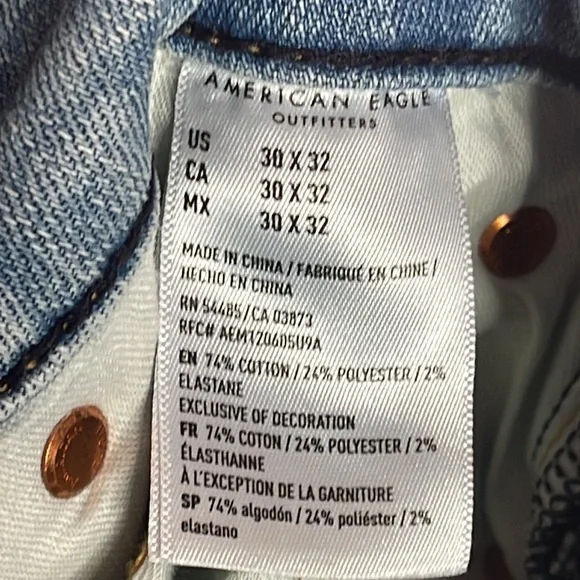 AMERICAN EAGLE
OUTFITTERS
US 30 X 32
CA 30 X 32
MX 30 X 32
MADE IN CHINA / FABRIQUÉ EN CHINE /
HECHO EN CHINA
RN 54485 / CA 03873
RFC# AEM120605U9A
EN 74% COTTON / 24% POLYESTER / 2%
ELASTANE
EXCLUSIVE OF DECORATION
FR 74% COTON / 24% POLYESTER / 2%
ÉLASTHANNE
À L'EXCEPTION DE LA GARNITURE
SP 74% algodón / 24% poliéster / 2%
elastano